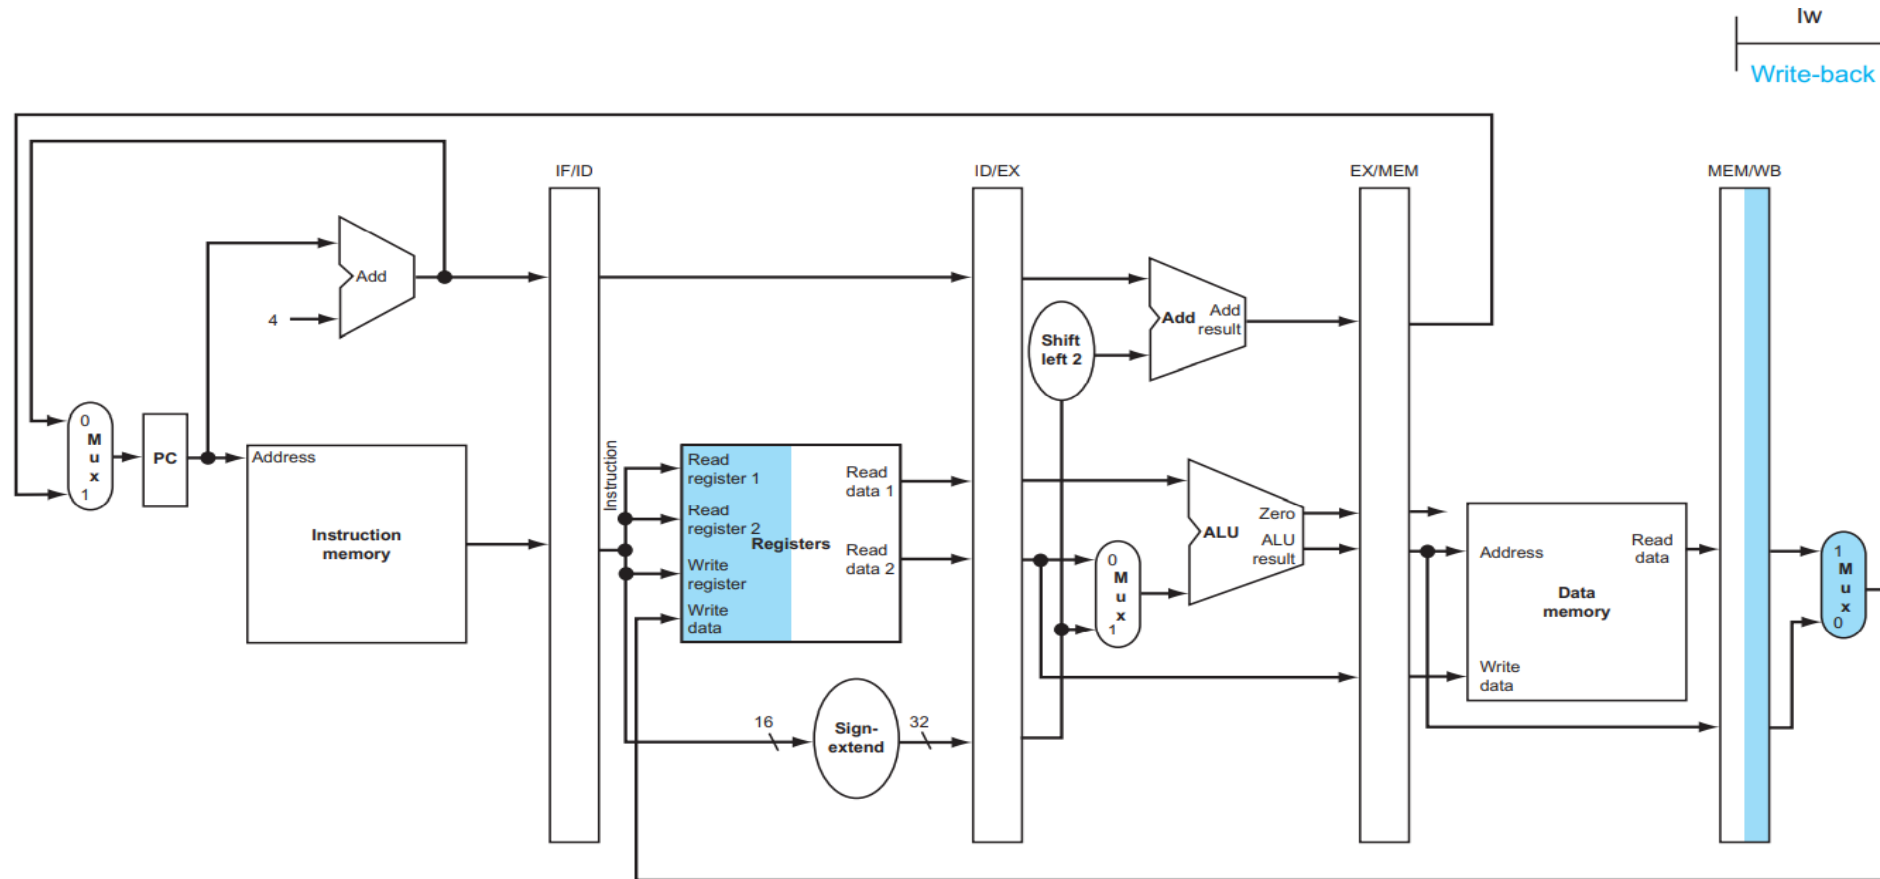 lw
Write-back
IF/ID
ID/EX
EX/MEM
MEM/WB
Add
4
Add
Add
result
Shift
left 2
0
M
u
x
1
PC
Address
Instruction
memory
Instruction
Read
register 1
Read
register 2
Write
register
Write
data
Registers
Read
data 1
Read
data 2
16
Sign-
extend
32
0
M
u
x
1
Zero
ALU
ALU
result
Address
Read
data
Data
memory
Write
data
1
M
u
x
0